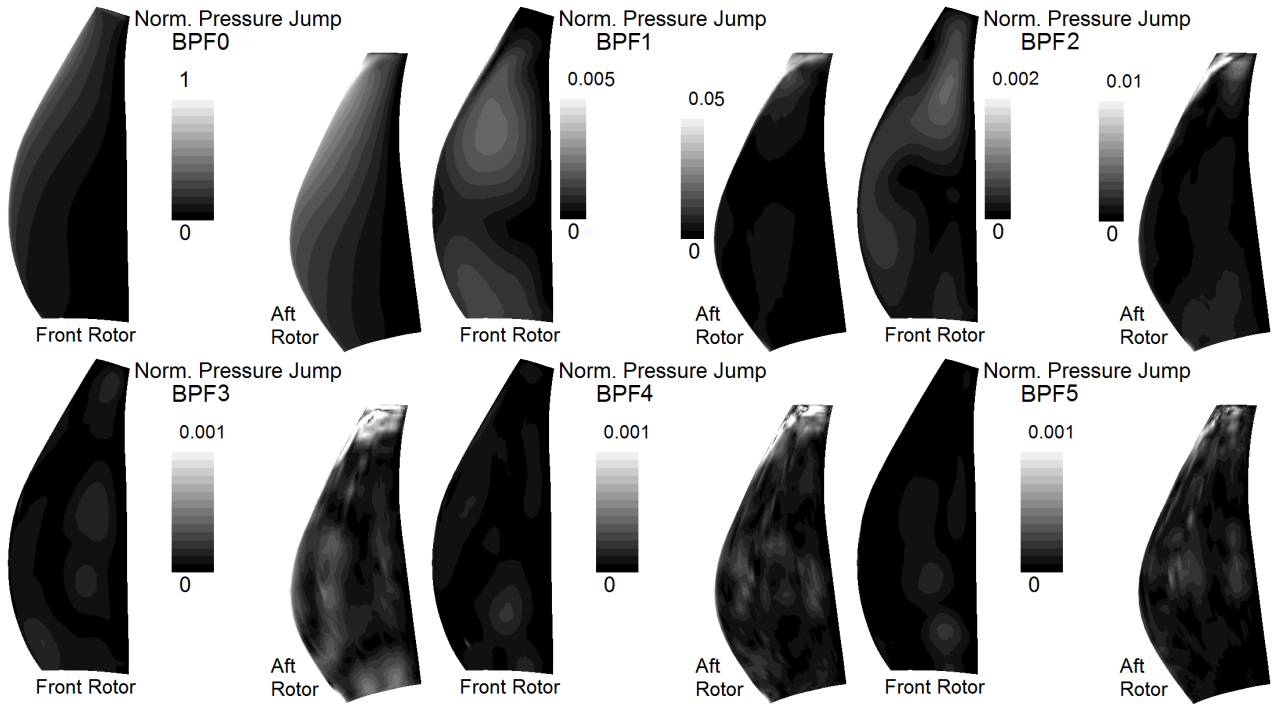 Norm. Pressure Jump
BPF0
1
0
Front Rotor
Aft
Rotor
Norm. Pressure Jump
BPF1
0.005
0
0.05
0
Front Rotor
Aft
Rotor
Norm. Pressure Jump
BPF2
0.002
0
0.01
0
Front Rotor
Aft
Rotor
Norm. Pressure Jump
BPF3
0.001
0
Front Rotor
Aft
Rotor
Norm. Pressure Jump
BPF4
0.001
0
Front Rotor
Aft
Rotor
Norm. Pressure Jump
BPF5
0.001
0
Front Rotor
Aft
Rotor